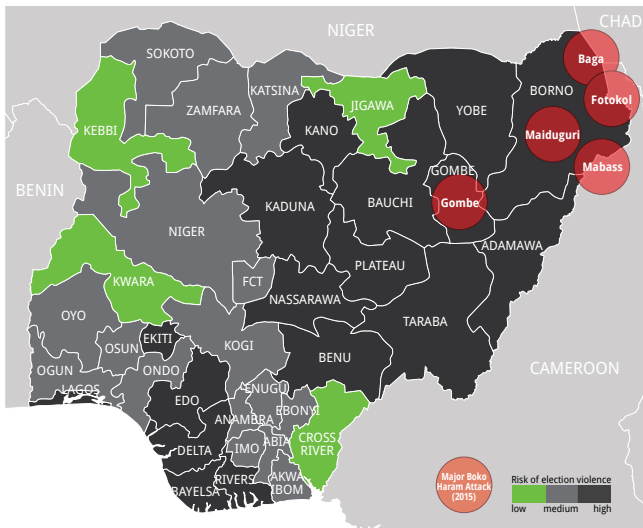 NIGER
CHAD
SOKOTO
Baga
KATSINA
BORNO
ZAMFARA
JIGAWA
YOBE
Fotokol
KEBBI
KANO
Maiduguri
Mabass
GOMBE
BENIN
KADUNA
BAUCHI
Gombe
NIGER
ADAMAWA
PLATEAU
KWARA
FCT
NASSARAWA
OYO
TARABA
EKITI
OSUN
KOGI
BENU
OGUN
ONDO
CAMEROON
LAGOS
ENUGU
EDO
EBONYI
ANAMBRA
CROSS
RIVER
DELTA
IMO
ABIA
AKWA
IBOM
RIVERS
BAYELSA
Major Boko
Haram Attack
(2015)
Risk of election violence
low medium high